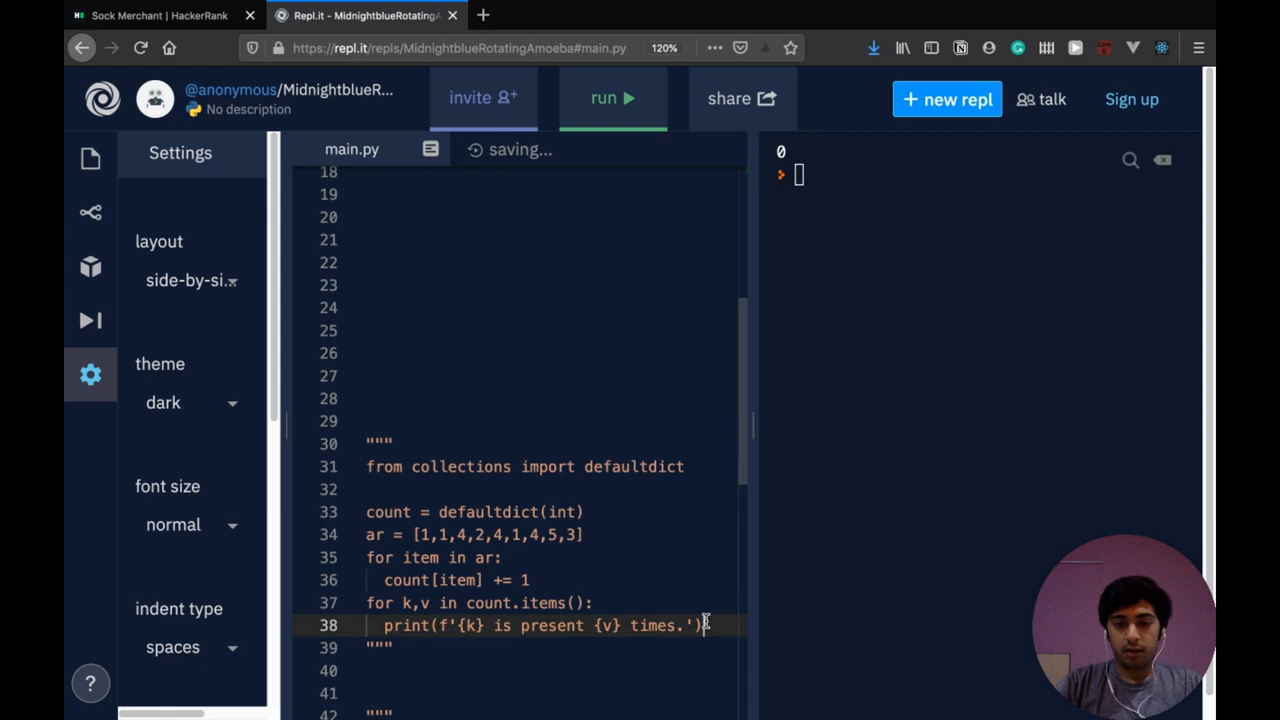 Sock Merchant | HackerRank
Repl.it - MidnightblueRotatingA
https://repl.it/repls/MidnightblueRotatingAmoeba#main.py
120%
@anonymous/MidnightblueR...
No description
invite
run
share
+ new repl
talk
Sign up
Settings
layout
side-by-si...
theme
dark
font size
normal
indent type
spaces
?
main.py
saving...
18
19
20
21
22
23
24
25
26
27
28
29
30 """
31 from collections import defaultdict
32
33 count = defaultdict(int)
34 ar = [1,1,4,2,4,1,4,5,3]
35 for item in ar:
36 count[item] += 1
37 for k,v in count.items():
38 print(f'{k} is present {v} times.')
39 """
40
41
42 """
0